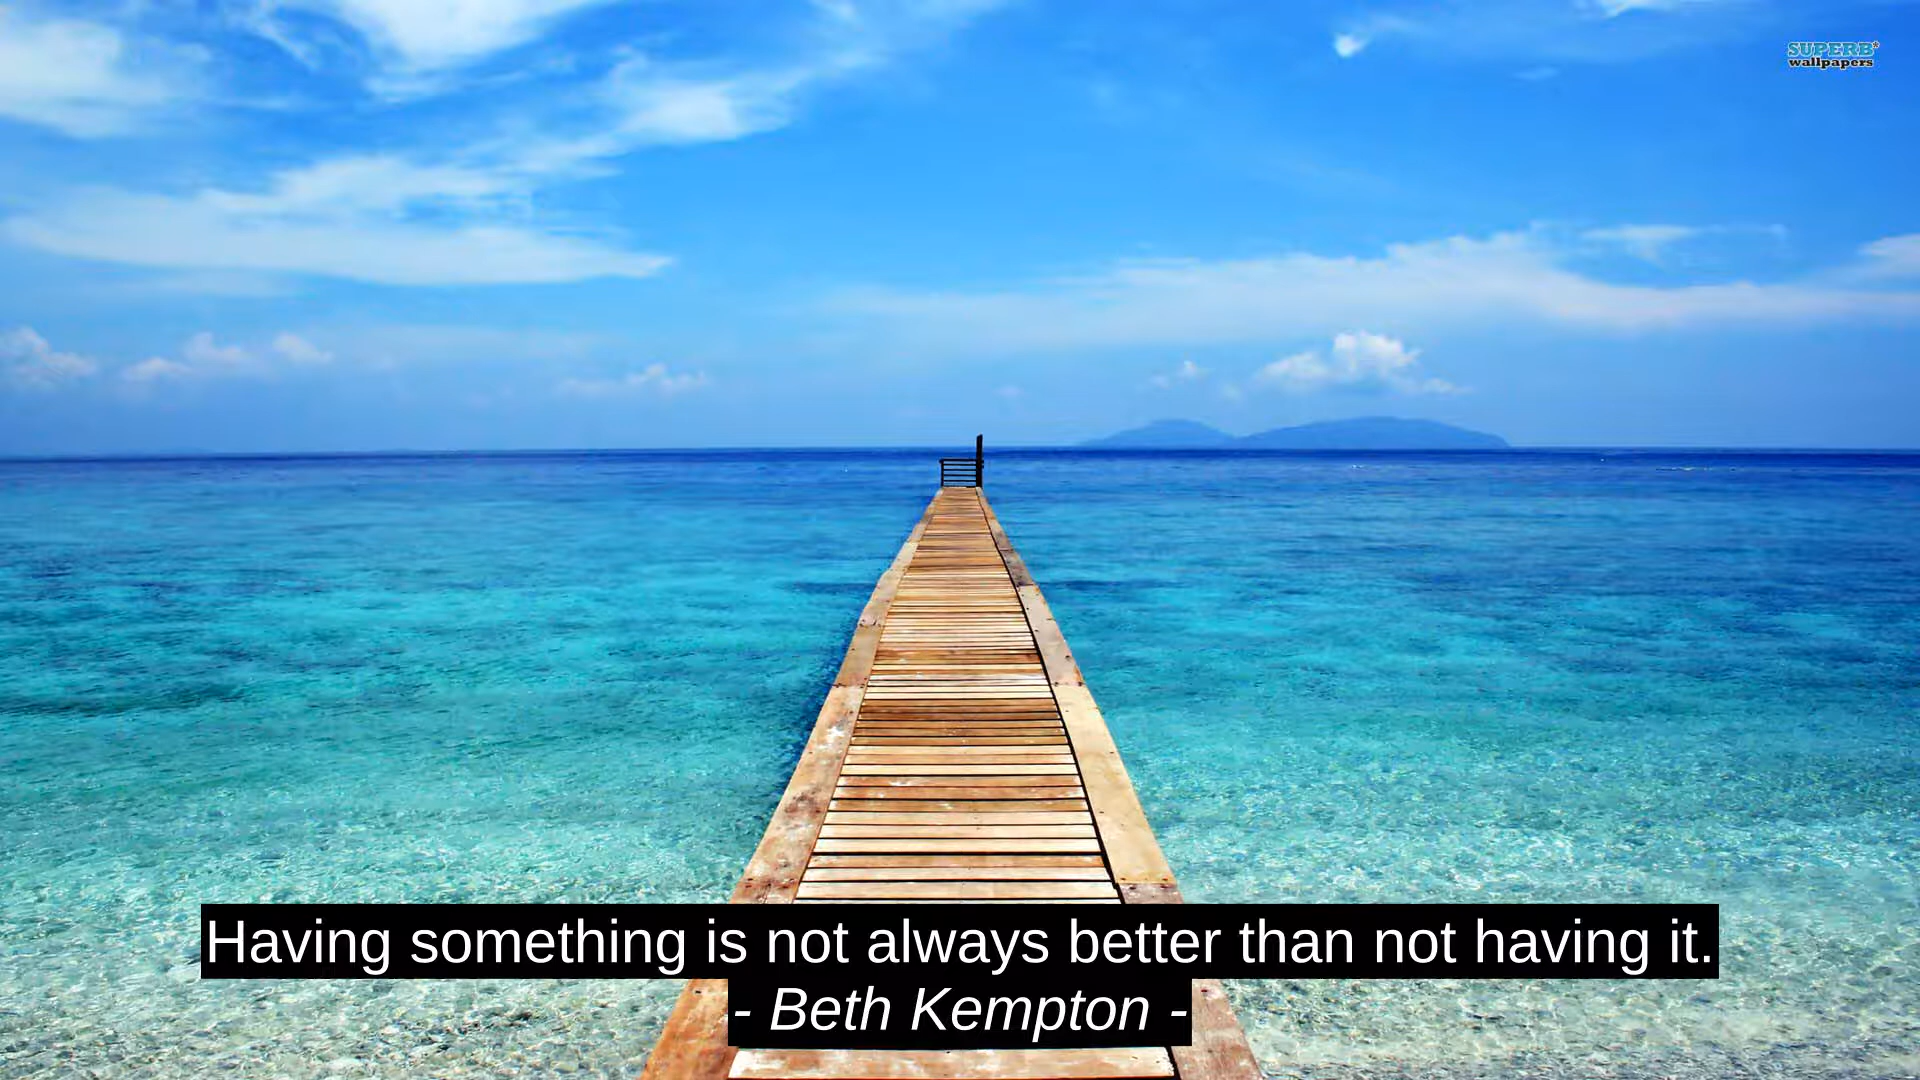 SUPERB
wallpapers
Having something is not always better than not having it.
- Beth Kempton -